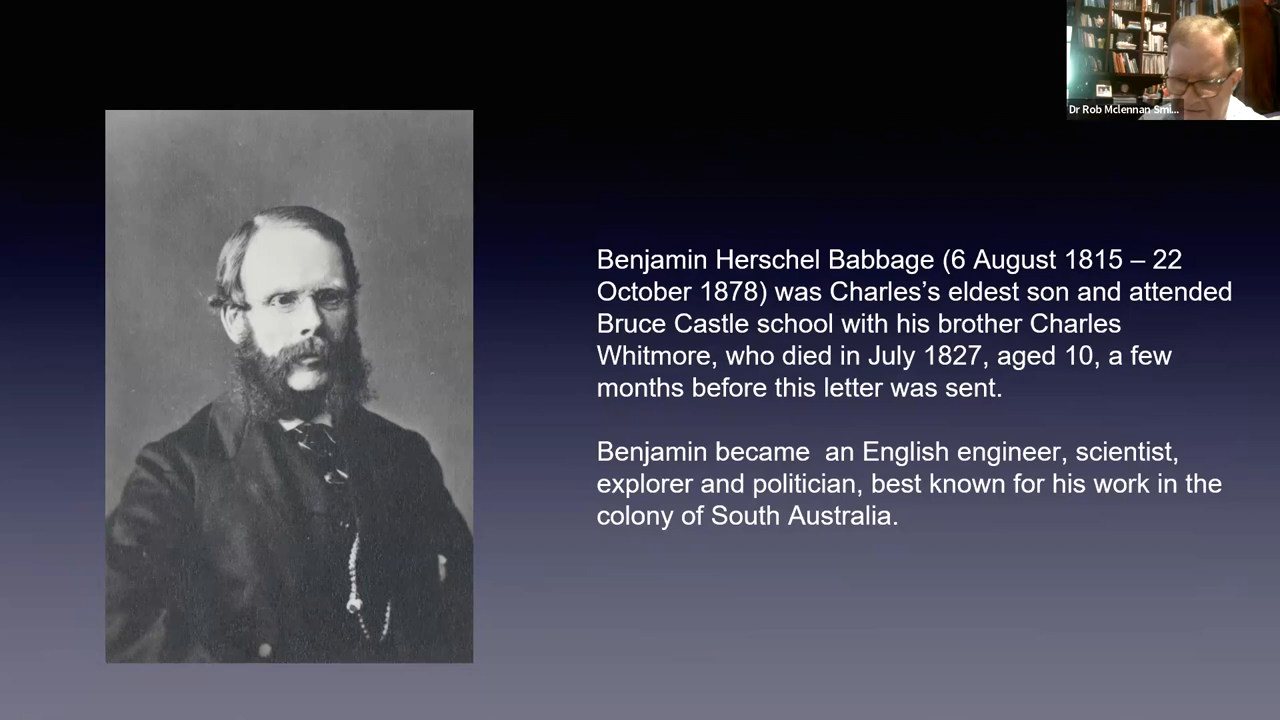 Dr Rob Mclennan Smi...
Benjamin Herschel Babbage (6 August 1815 – 22
October 1878) was Charles’s eldest son and attended
Bruce Castle school with his brother Charles
Whitmore, who died in July 1827, aged 10, a few
months before this letter was sent.
Benjamin became  an English engineer, scientist,
explorer and politician, best known for his work in the
colony of South Australia.